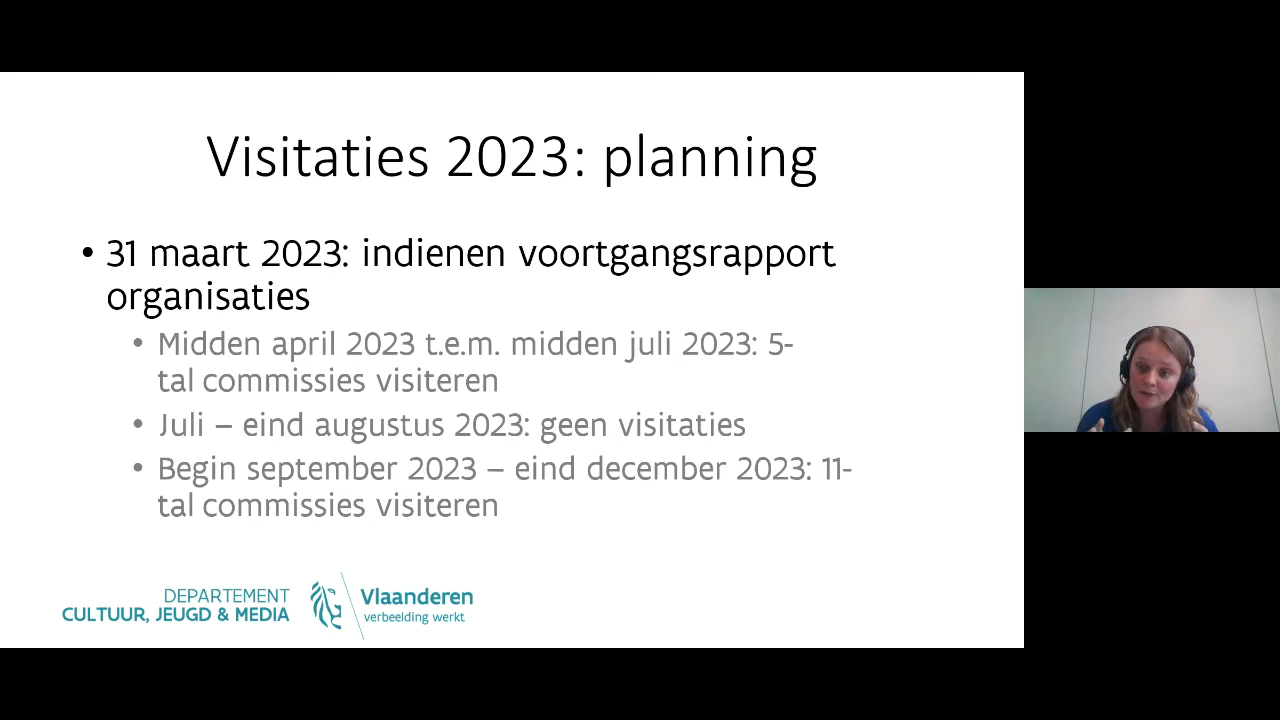 Visitaties 2023: planning
• 31 maart 2023: indienen voortgangsrapport
organisaties
• Midden april 2023 t.e.m. midden juli 2023: 5-
tal commissies visiteren
• Juli – eind augustus 2023: geen visitaties
• Begin september 2023 – eind december 2023: 11-
tal commissies visiteren
DEPARTEMENT
CULTUUR, JEUGD & MEDIA
Vlaanderen
verbeelding werkt